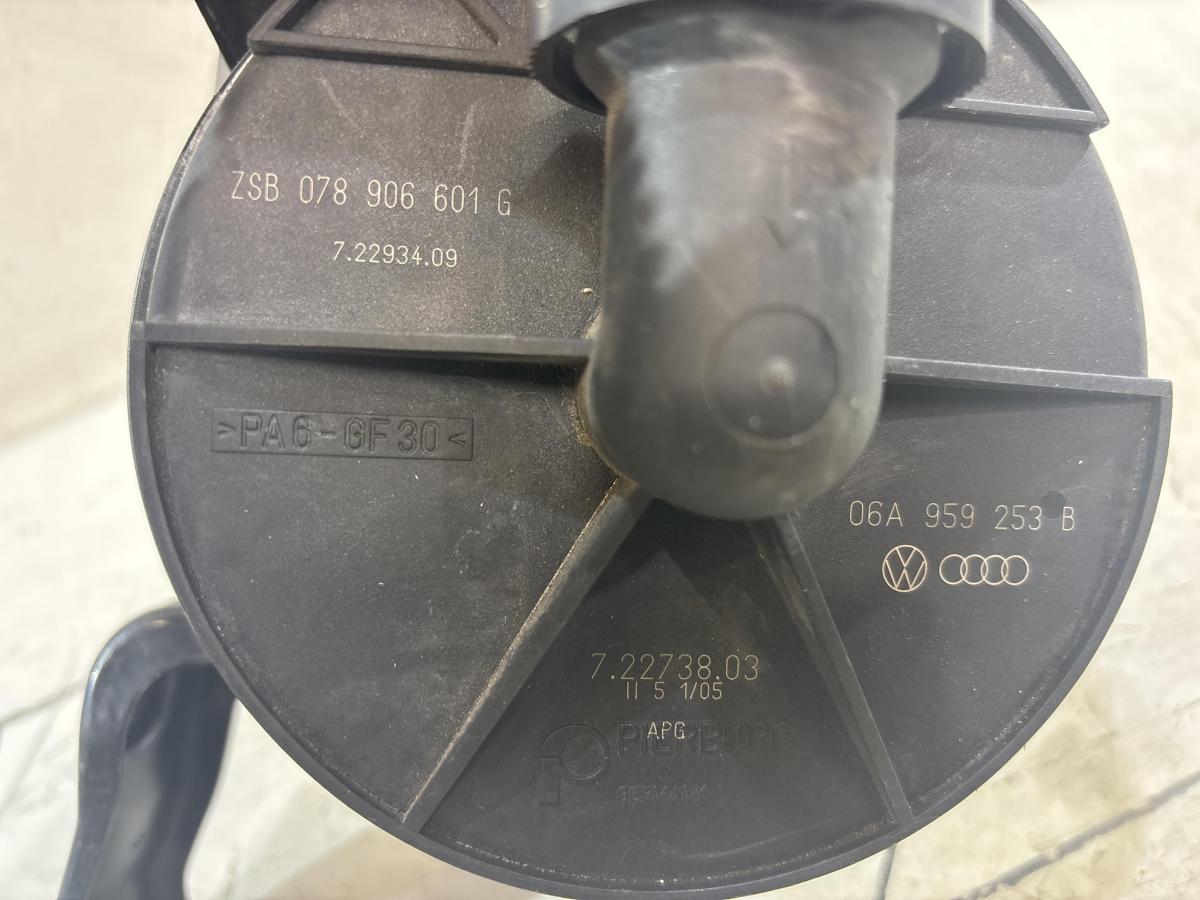 ZSB 078 906 601 G
7.22934.09
>PA6-GF30<
06A 959 253 B
7.22738.03
II 5 1/05
APG
PIERBURG
GERMANY